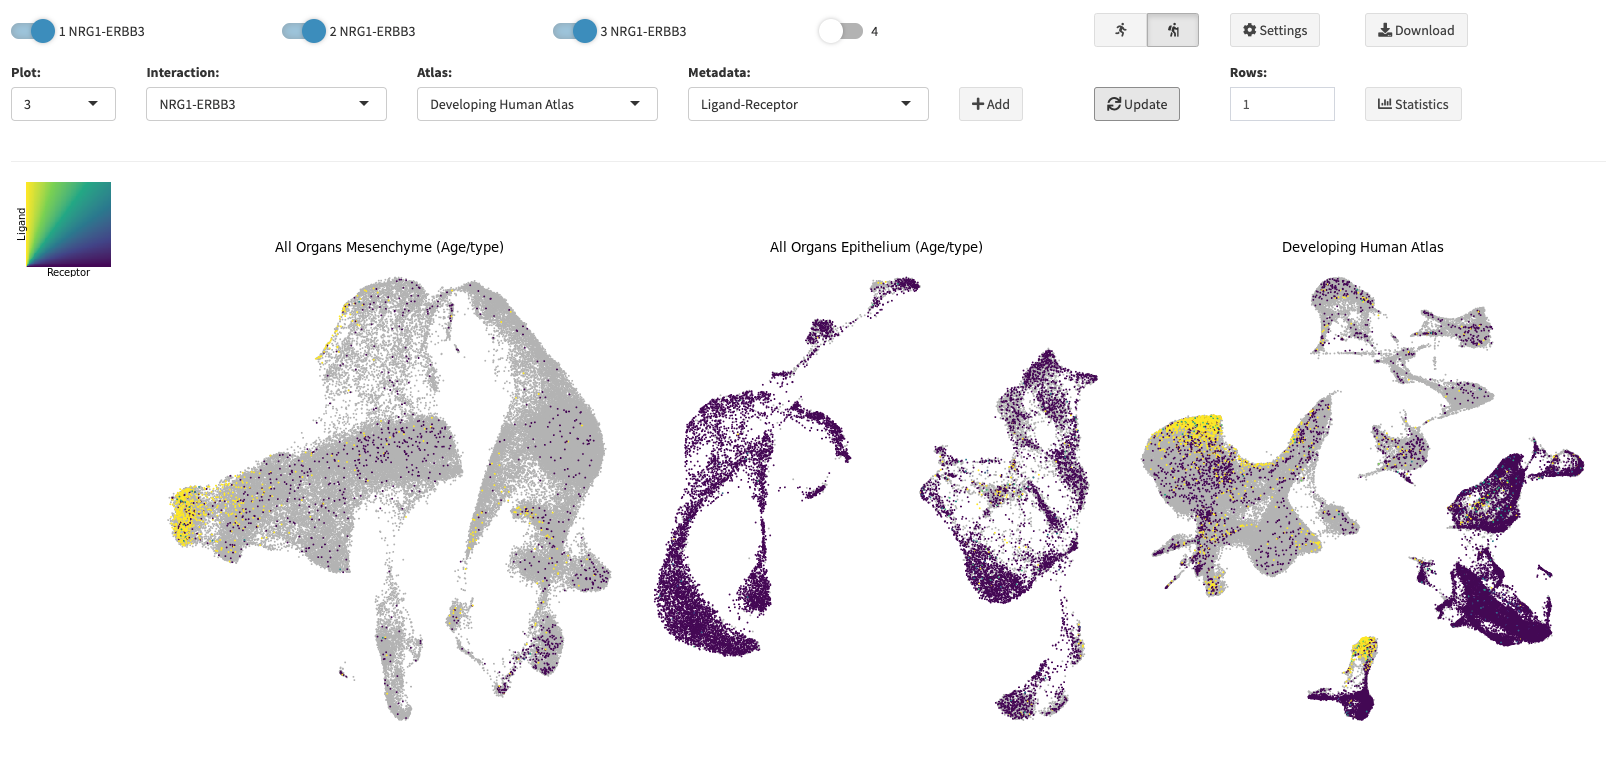 1 NRG1-ERBB3
2 NRG1-ERBB3
3 NRG1-ERBB3
4
Settings
Download
Plot:
Interaction:
Atlas:
Metadata:
Rows:
3
NRG1-ERBB3
Developing Human Atlas
Ligand-Receptor
Add
Update
1
Statistics
Ligand
Receptor
All Organs Mesenchyme (Age/type)
All Organs Epithelium (Age/type)
Developing Human Atlas